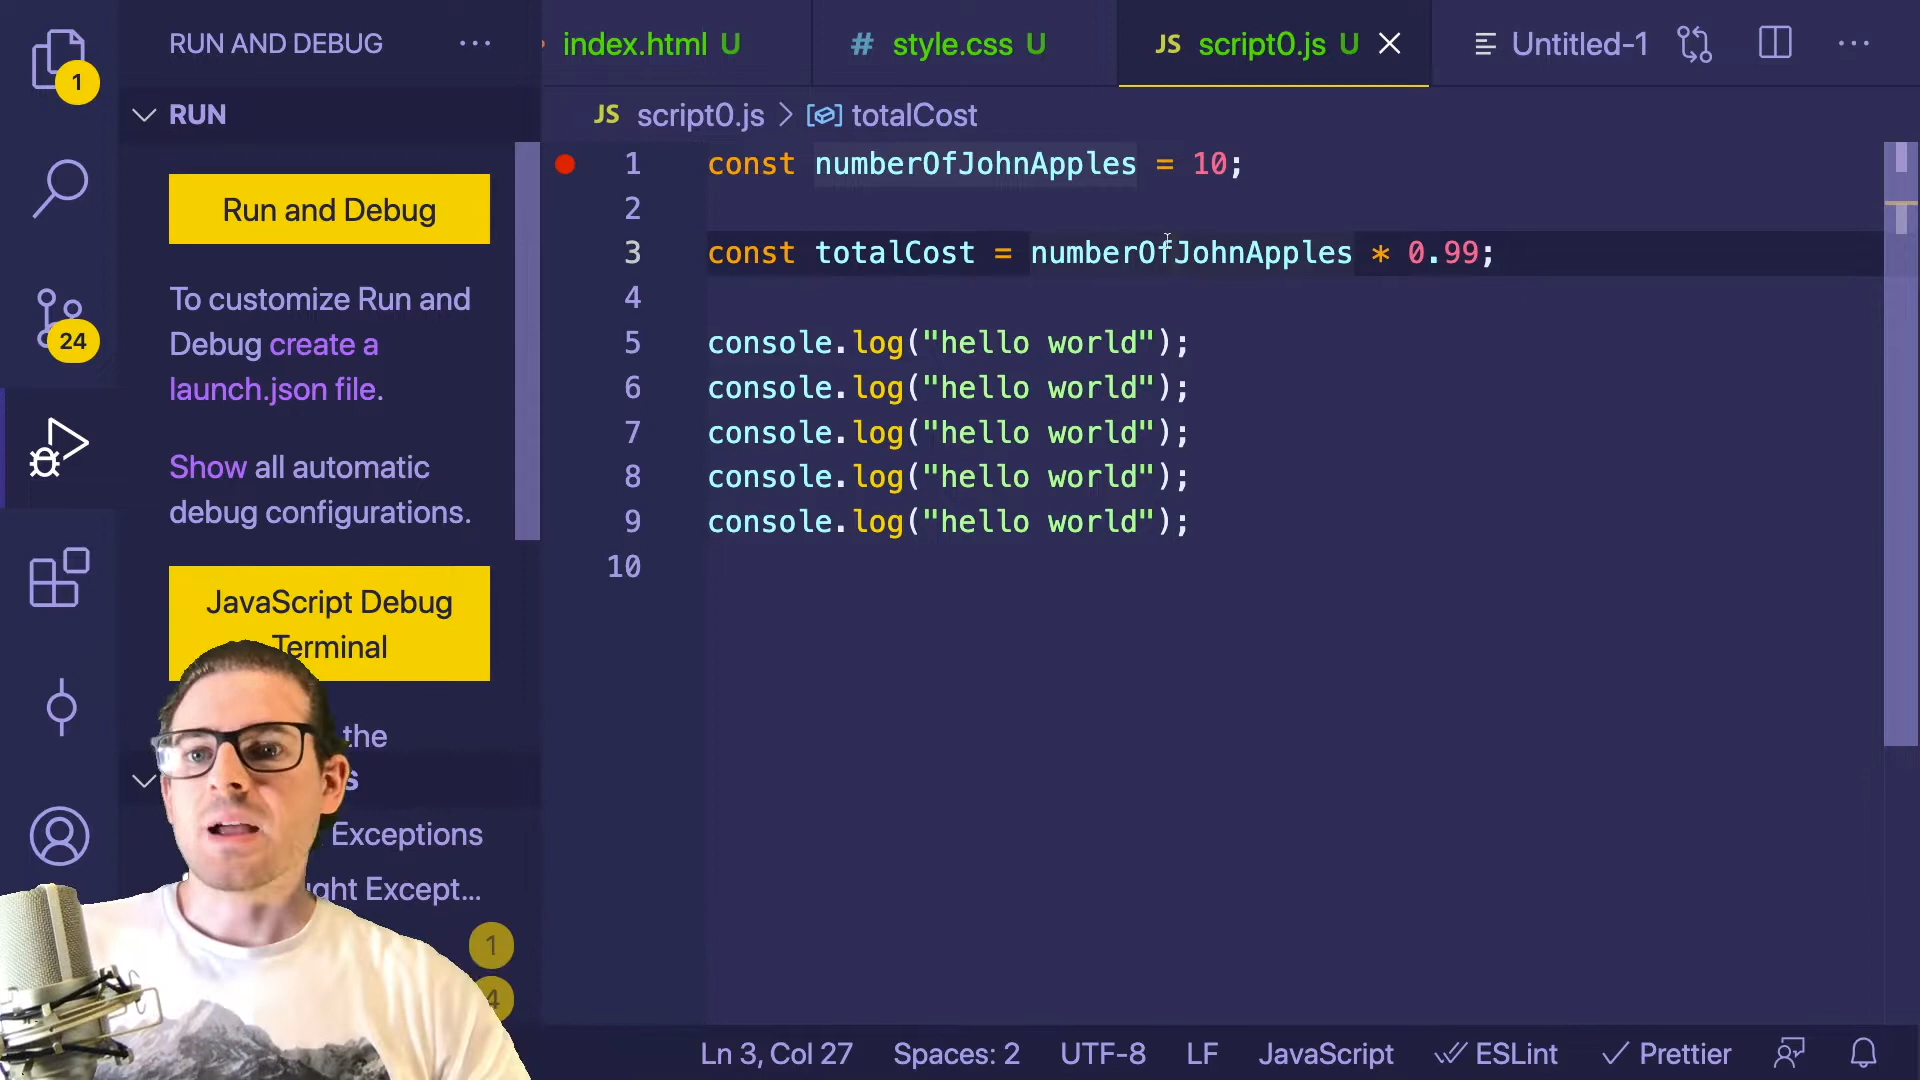 RUN AND DEBUG ...
index.html U
# style.css U
JS script0.js U
Untitled-1
1
RUN
JS script0.js > totalCost
Run and Debug
To customize Run and
Debug create a
launch.json file.
Show all automatic
debug configurations.
JavaScript Debug
Terminal
the
s
Exceptions
ght Except...
1
4
24
1 const numberOfJohnApples = 10;
2
3 const totalCost = numberOfJohnApples * 0.99;
4
5 console.log("hello world");
6 console.log("hello world");
7 console.log("hello world");
8 console.log("hello world");
9 console.log("hello world");
10
Ln 3, Col 27 Spaces: 2 UTF-8 LF JavaScript ESLint Prettier